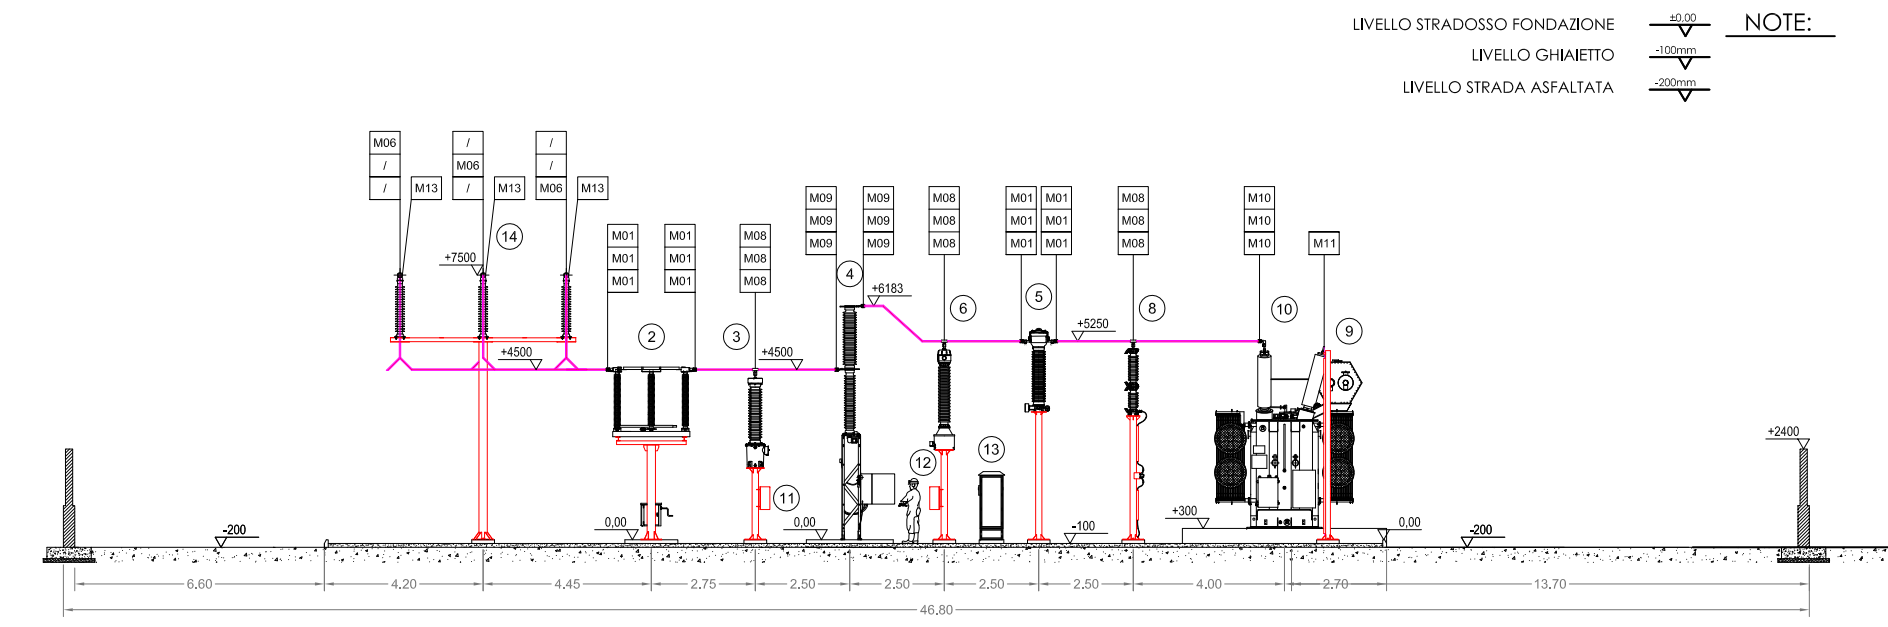 LIVELLO STRADOSSO FONDAZIONE ±0.00 NOTE:
LIVELLO GHIAIETTO -100mm
LIVELLO STRADA ASFALTATA -200mm
M06 / /
/ M06 /
/ M13 / M13 M06 M13
M09 M09 M08 M01 M01 M08 M10
M09 M09 M08 M01 M01 M08 M10
M09 M09 M08 M01 M01 M08 M10 M11
M01 M01 M08
M01 M01 M08
M01 M01 M08
14
+7500
4
+6183
5
6 8 10
+5250
9
2 3
+4500 +4500
+2400
13
12
11
0,00 0,00 -100 +300 0,00
-200 -200
6.60 4.20 4.45 2.75 2.50 2.50 2.50 2.50 4.00 2.70 13.70
46.80